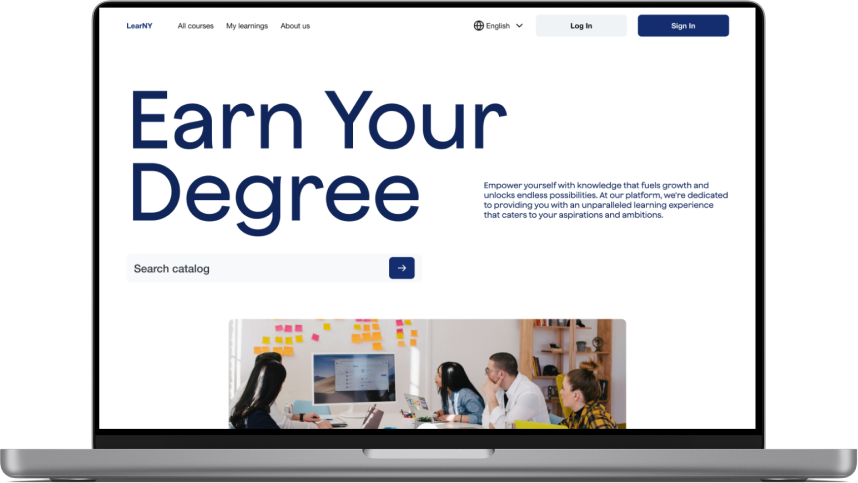 LearNY
All courses
My learnings
About us
English
Log In
Sign In
Earn Your
Degree
Empower yourself with knowledge that fuels growth and
unlocks endless possibilities. At our platform, we're dedicated
to providing you with an unparalleled learning experience
that caters to your aspirations and ambitions.
Search catalog